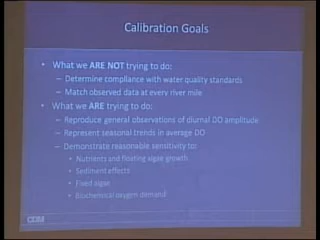 Calibration Goals
• What we ARE NOT trying to do:
– Determine compliance with water quality standards
– Match observed data at every river mile
• What we ARE trying to do:
– Reproduce general observations of diurnal DO amplitude
– Represent seasonal trends in average DO
– Demonstrate reasonable sensitivity to:
• Nutrients and floating algae growth
• Sediment effects
• Fixed algae
• Biochemical oxygen demand
CDM